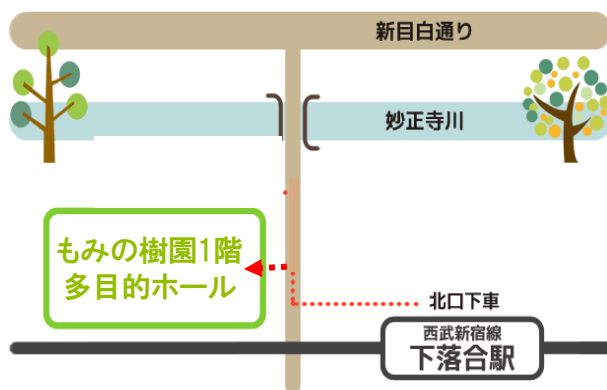 新目白通り
妙正寺川
もみの樹園1階
多目的ホール
北口下車
西武新宿線
下落合駅